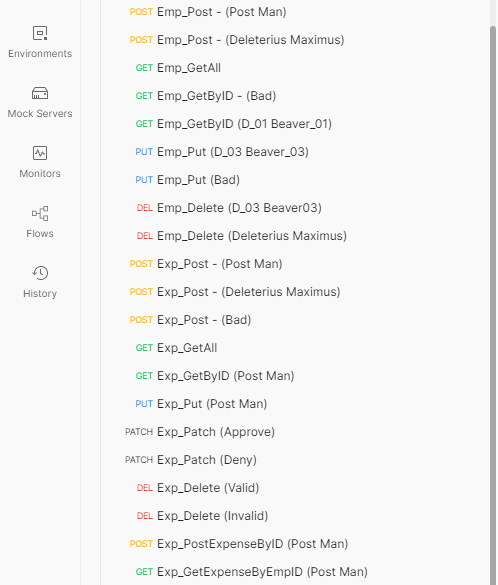 Environments
Mock Servers
Monitors
Flows
History
POST Emp_Post - (Post Man)
POST Emp_Post - (Deleterius Maximus)
GET Emp_GetAll
GET Emp_GetByID - (Bad)
GET Emp_GetByID (D_01 Beaver_01)
PUT Emp_Put (D_03 Beaver_03)
PUT Emp_Put (Bad)
DEL Emp_Delete (D_03 Beaver03)
DEL Emp_Delete (Deleterius Maximus)
POST Exp_Post - (Post Man)
POST Exp_Post - (Deleterius Maximus)
POST Exp_Post - (Bad)
GET Exp_GetAll
GET Exp_GetByID (Post Man)
PUT Exp_Put (Post Man)
PATCH Exp_Patch (Approve)
PATCH Exp_Patch (Deny)
DEL Exp_Delete (Valid)
DEL Exp_Delete (Invalid)
POST Exp_PostExpenseByID (Post Man)
GET Exp_GetExpenseByEmpID (Post Man)